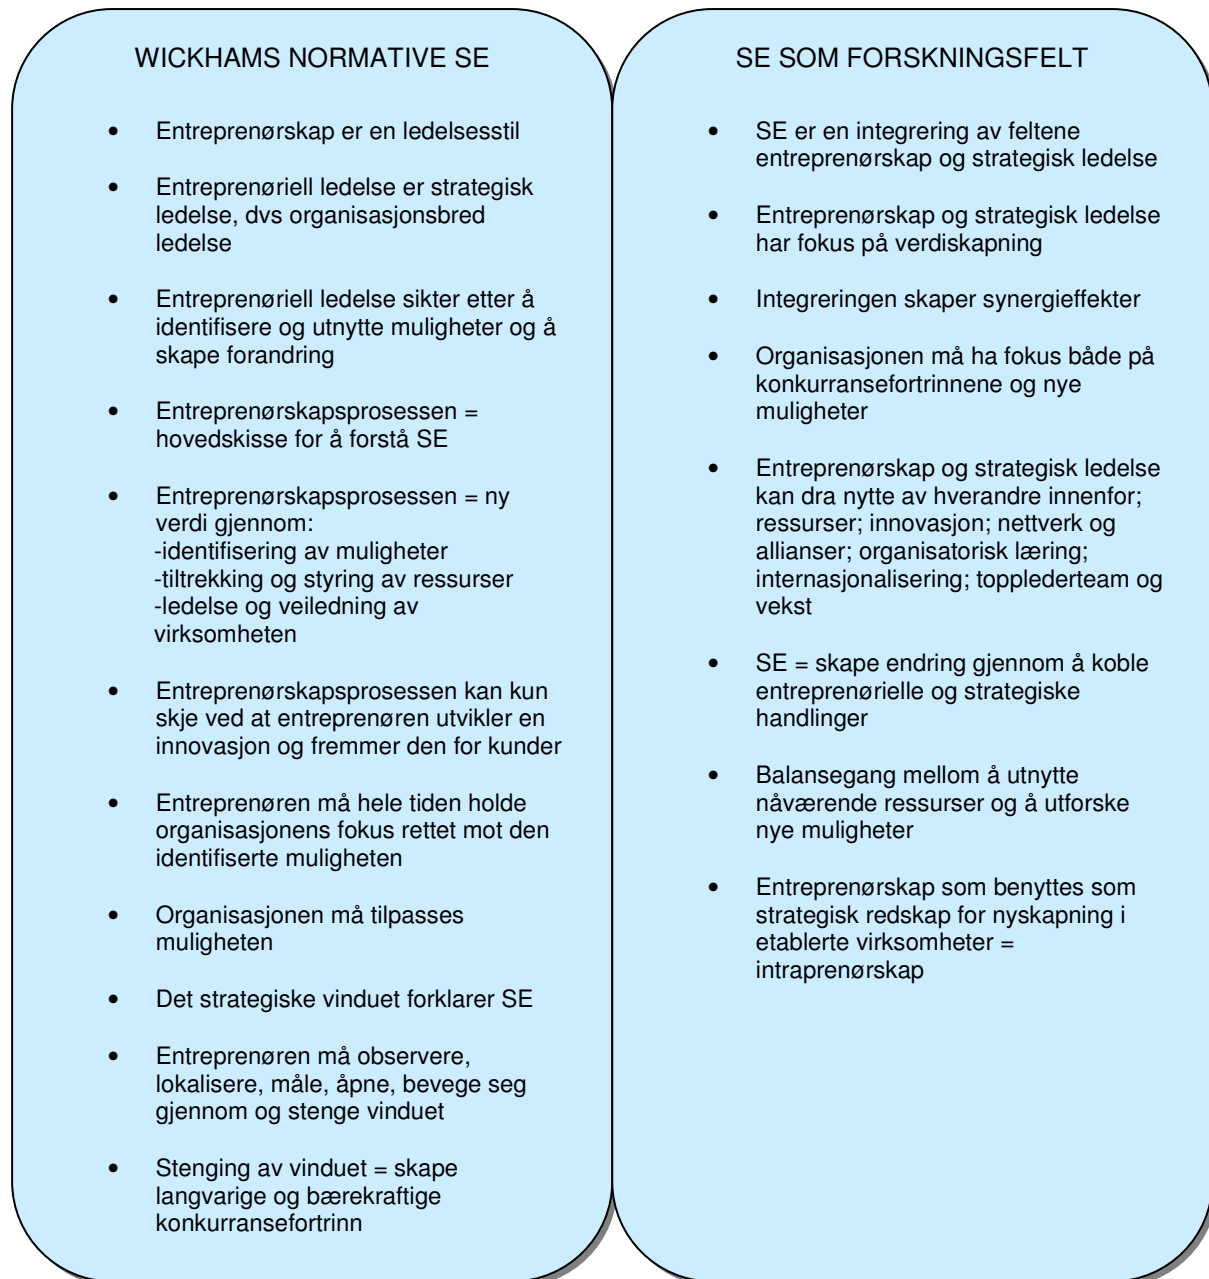 WICKHAMS NORMATIVE SE
• Entreprenørskap er en ledelsesstil
• Entreprenøriell ledelse er strategisk
ledelse, dvs organisasjonsbred
ledelse
• Entreprenøriell ledelse sikter etter å
identifisere og utnytte muligheter og å
skape forandring
• Entreprenørskapsprosessen =
hovedskisse for å forstå SE
• Entreprenørskapsprosessen = ny
verdi gjennom:
-identifisering av muligheter
-tiltrekking og styring av ressurser
-ledelse og veiledning av
virksomheten
• Entreprenørskapsprosessen kan kun
skje ved at entreprenøren utvikler en
innovasjon og fremmer den for kunder
• Entreprenøren må hele tiden holde
organisasjonens fokus rettet mot den
identifiserte muligheten
• Organisasjonen må tilpasses
muligheten
• Det strategiske vinduet forklarer SE
• Entreprenøren må observere,
lokalisere, måle, åpne, bevege seg
gjennom og stenge vinduet
• Stenging av vinduet = skape
langvarige og bærekraftige
konkurransefortrinn
SE SOM FORSKNINGSFELT
• SE er en integrering av feltene
entreprenørskap og strategisk ledelse
• Entreprenørskap og strategisk ledelse
har fokus på verdiskapning
• Integreringen skaper synergieffekter
• Organisasjonen må ha fokus både på
konkurransefortrinnene og nye
muligheter
• Entreprenørskap og strategisk ledelse
kan dra nytte av hverandre innenfor;
ressurser; innovasjon; nettverk og
allianser; organisatorisk læring;
internasjonalisering; topplederteam og
vekst
• SE = skape endring gjennom å koble
entreprenørielle og strategiske
handlinger
• Balansegang mellom å utnytte
nåværende ressurser og å utforske
nye muligheter
• Entreprenørskap som benyttes som
strategisk redskap for nyskapning i
etablerte virksomheter =
intraprenørskap